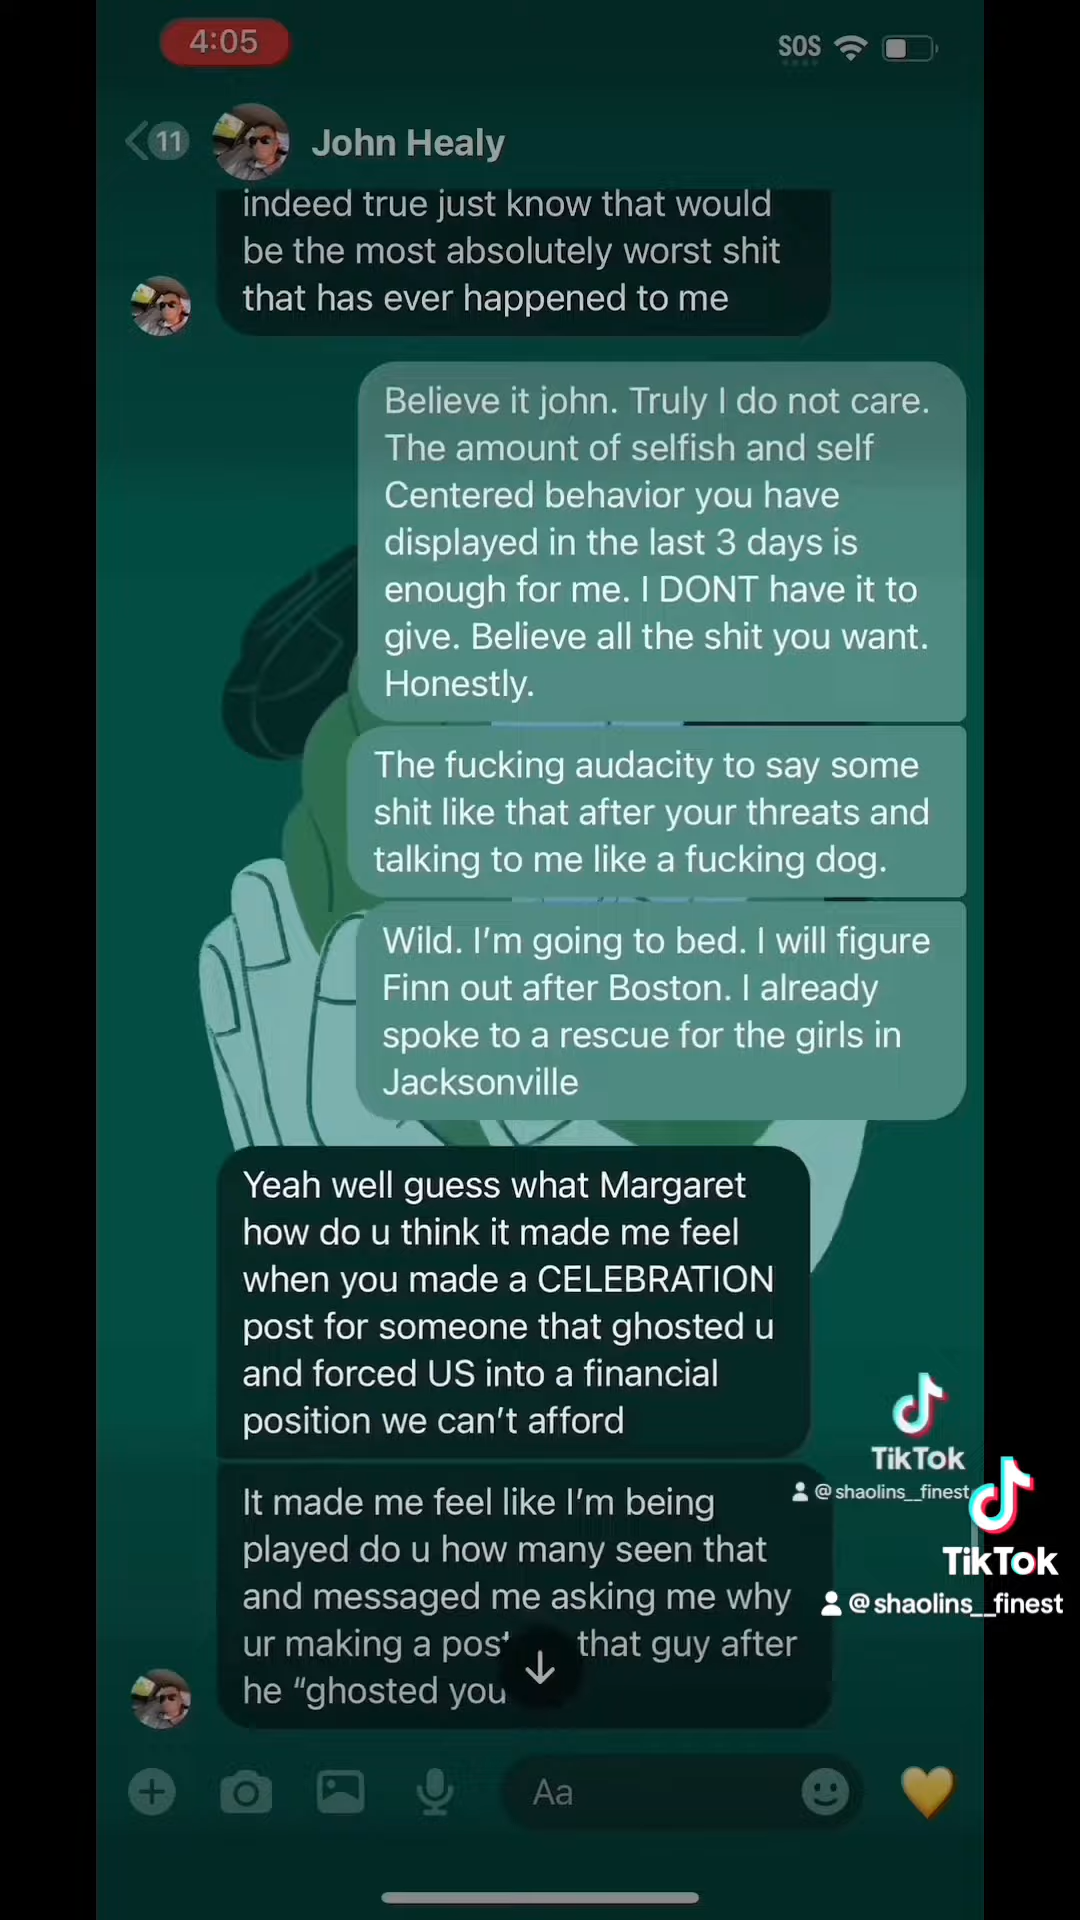 4:05
SOS
11
John Healy
indeed true just know that would
be the most absolutely worst shit
that has ever happened to me
Believe it john. Truly I do not care.
The amount of selfish and self
Centered behavior you have
displayed in the last 3 days is
enough for me. I DONT have it to
give. Believe all the shit you want.
Honestly.
The fucking audacity to say some
shit like that after your threats and
talking to me like a fucking dog.
Wild. I’m going to bed. I will figure
Finn out after Boston. I already
spoke to a rescue for the girls in
Jacksonville
Yeah well guess what Margaret
how do u think it made me feel
when you made a CELEBRATION
post for someone that ghosted u
and forced US into a financial
position we can’t afford
It made me feel like I’m being
played do u how many seen that
and messaged me asking me why
ur making a post that guy after
he “ghosted you
TikTok
@shaolins__finest
TikTok
@shaolins__finest
Aa